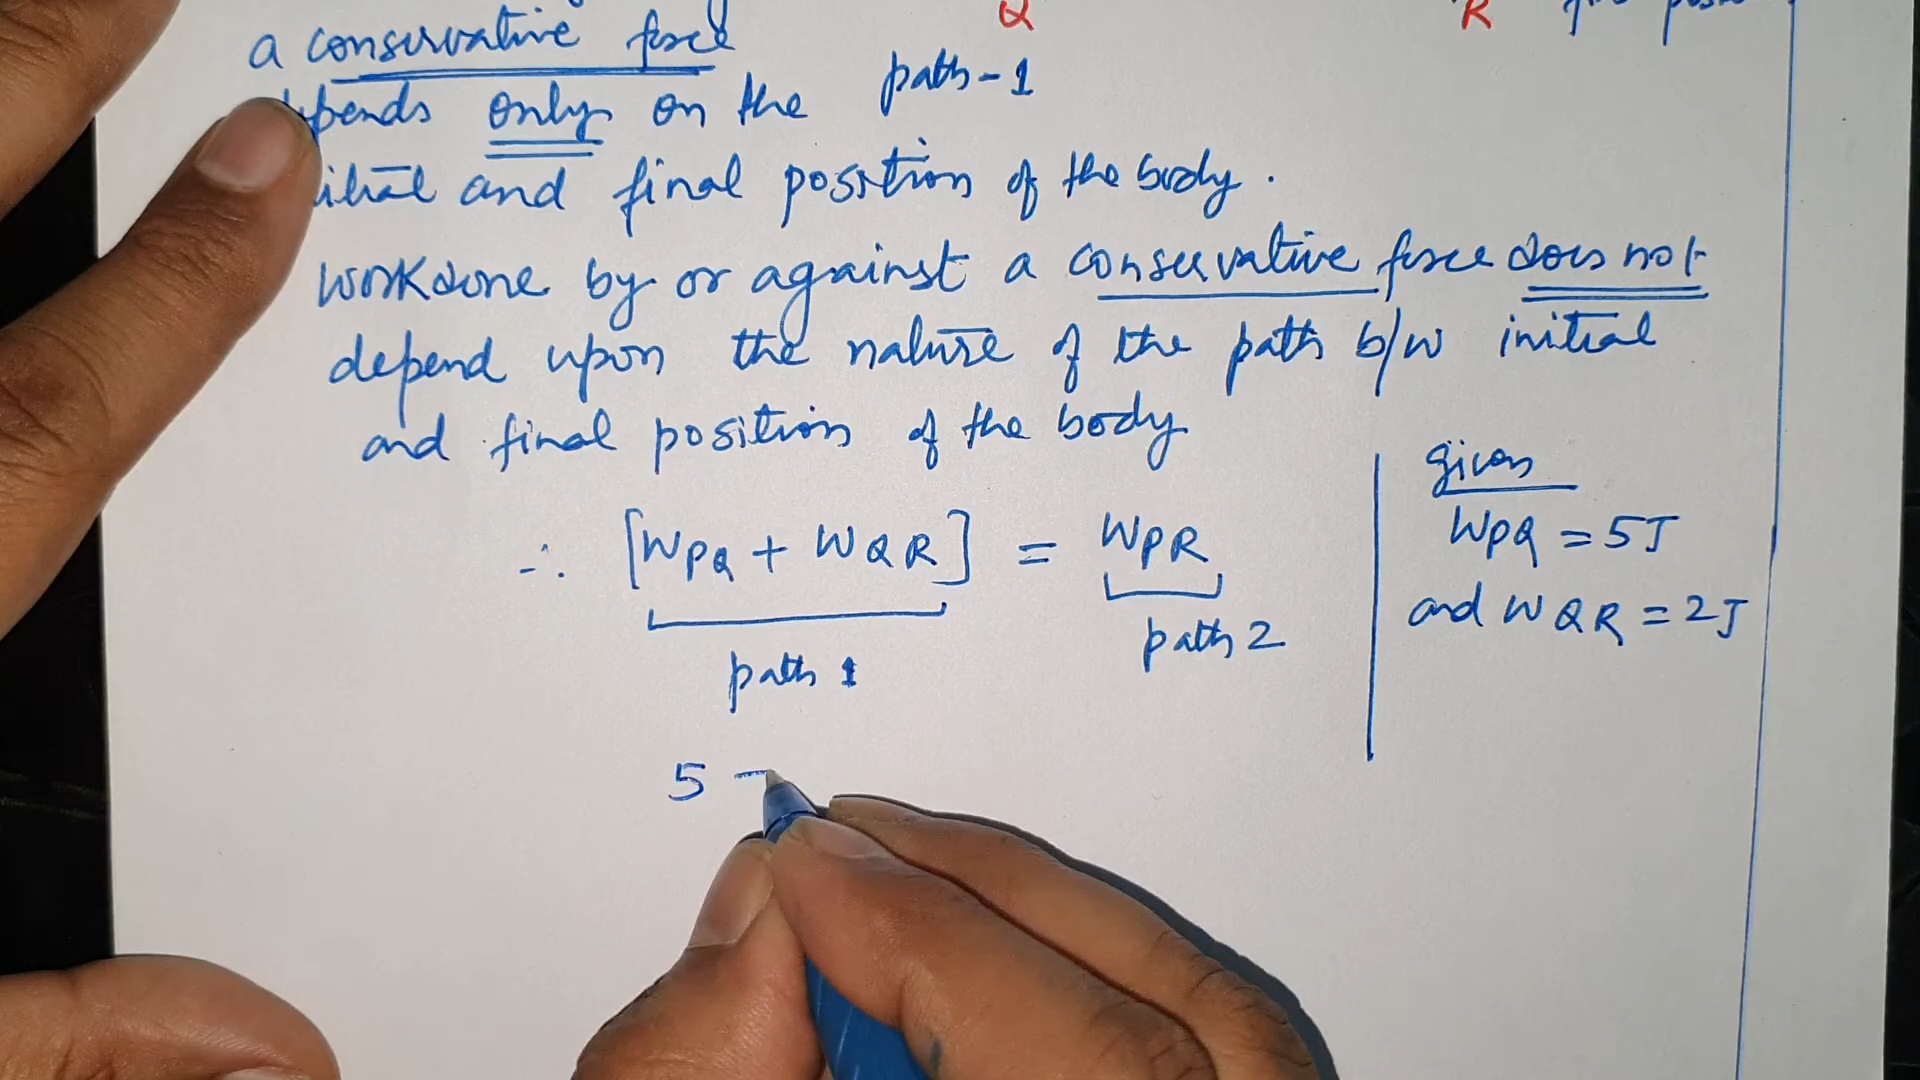 Q R
a conservative force
pends only on the path-1
itial and final position of the body.
workdone by or against a conservative force does not
depend upon the nature of the path b/w initial
and final position of the body
given
∴ [WPQ + WQR] = WPR
WPQ = 5J
and WQR = 2J
path 1 path 2
5